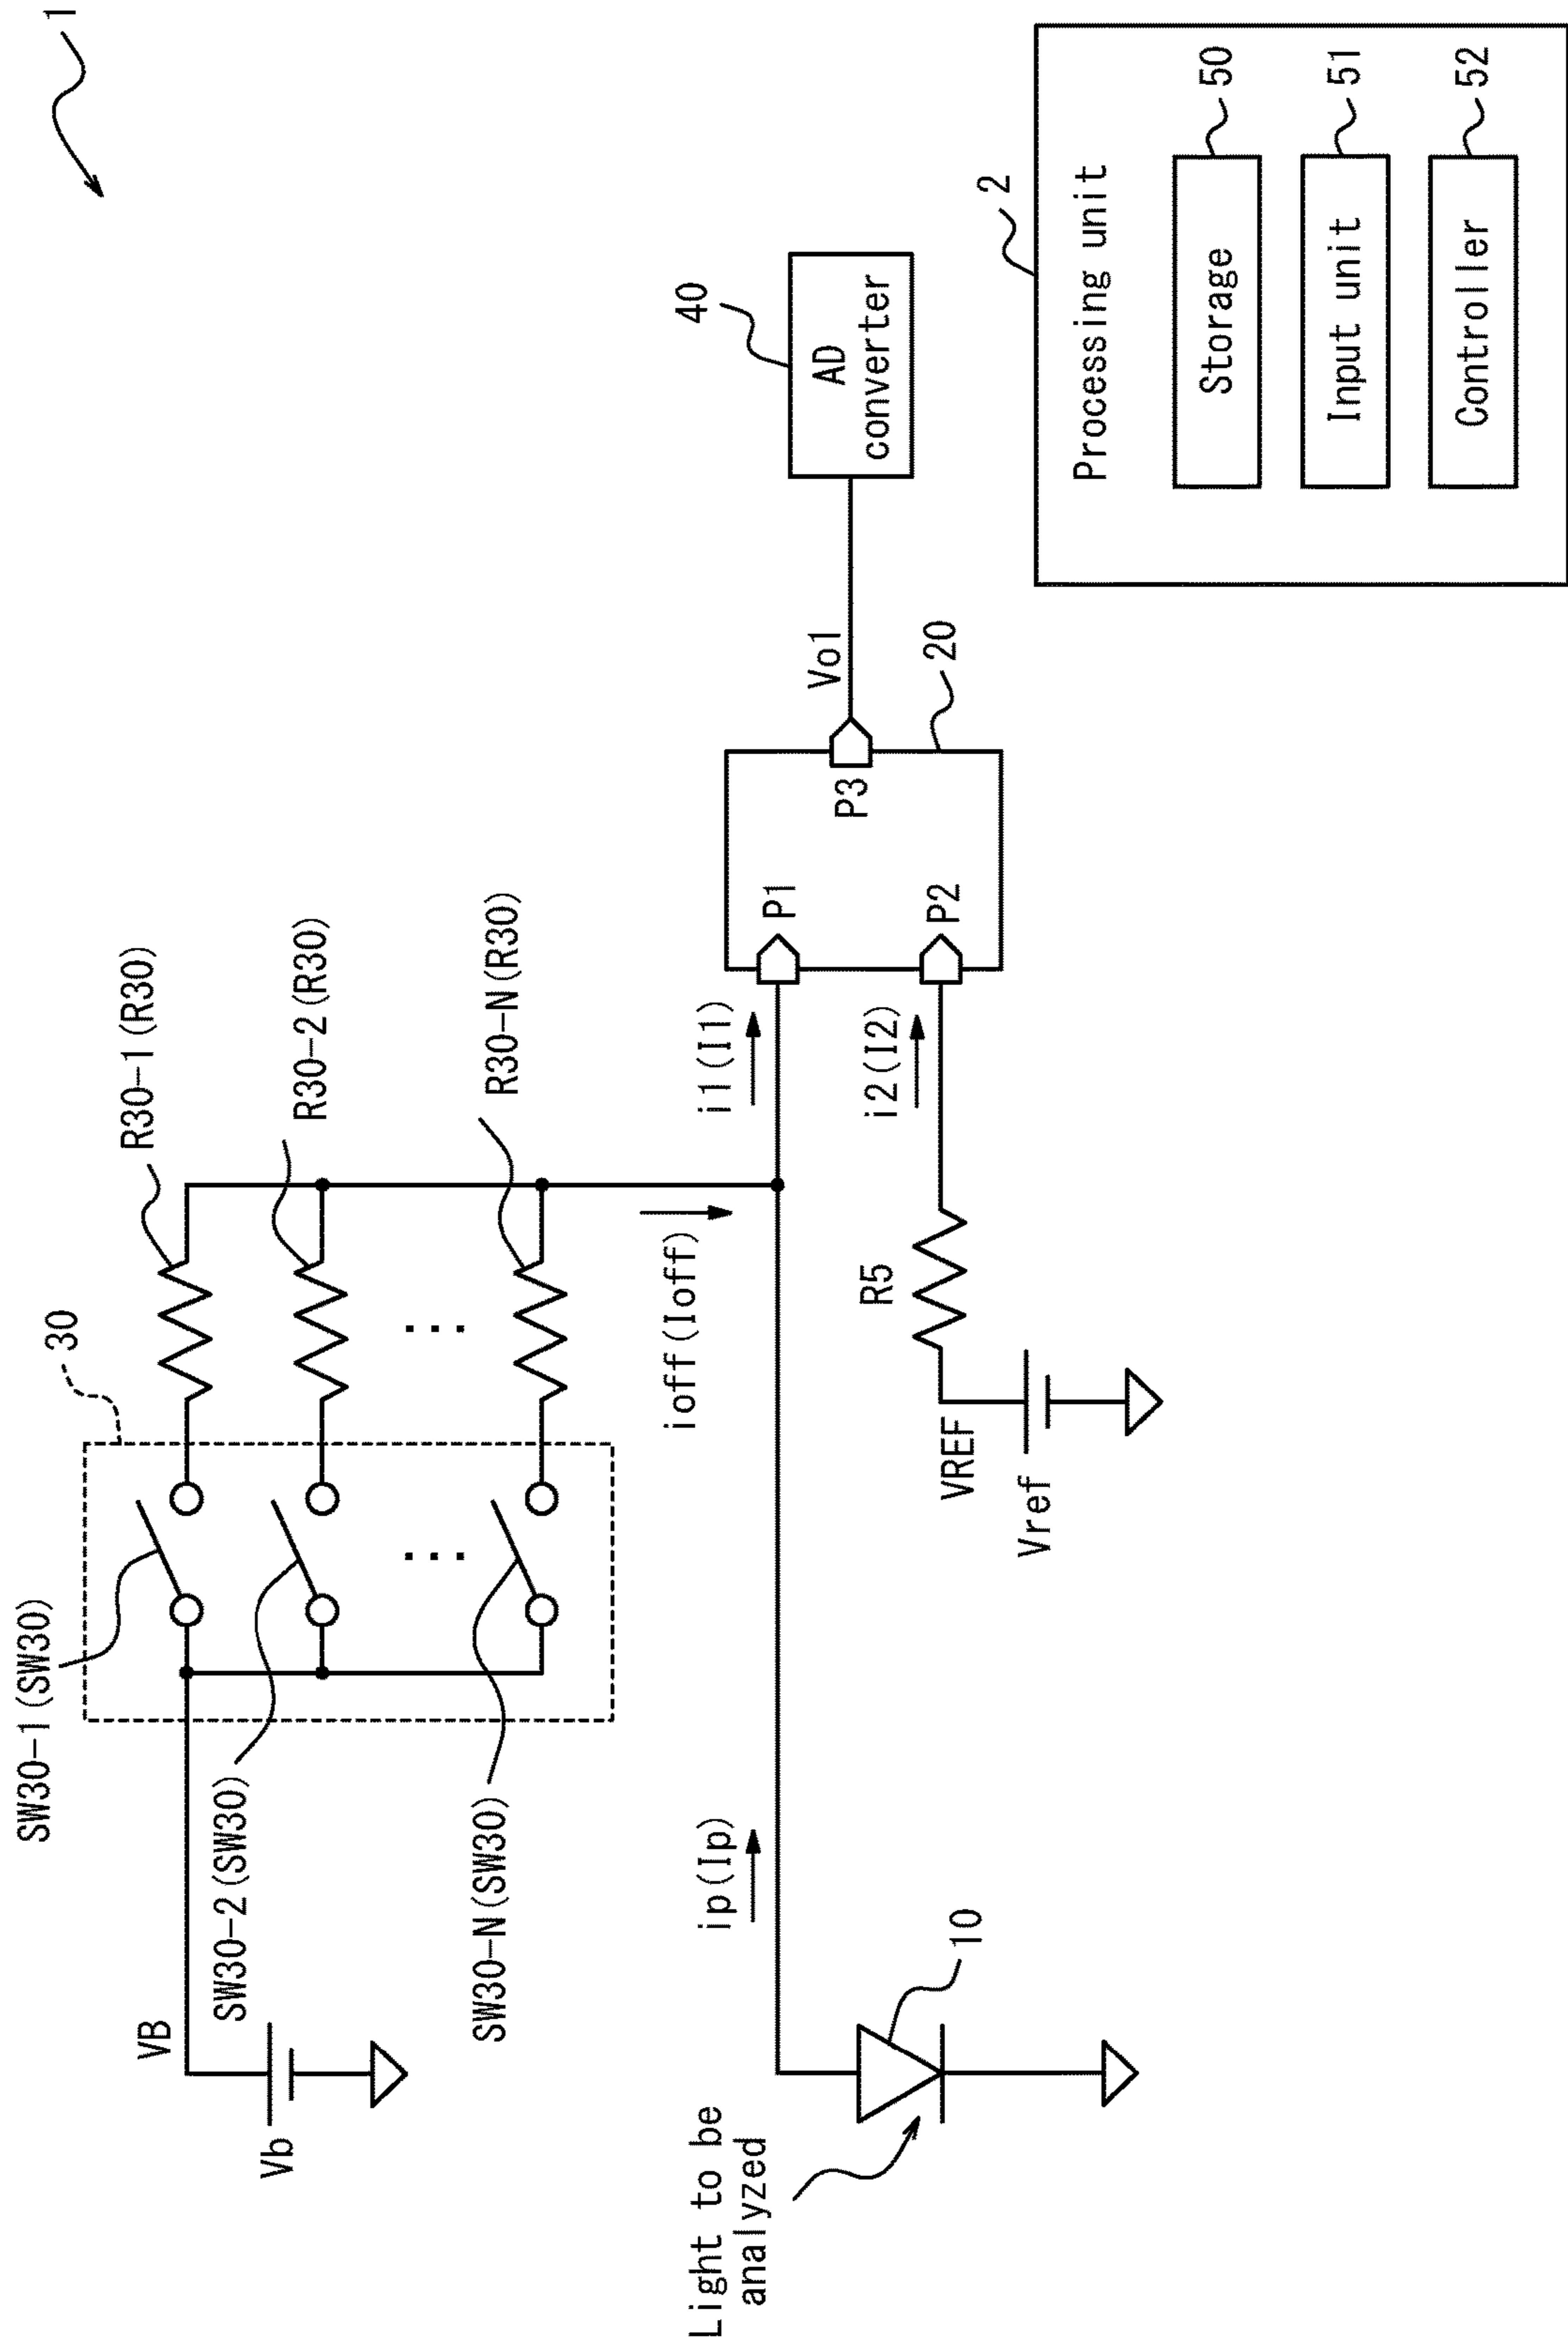 1
SW30-1(SW30)
30
R30-1(R30)
VB
Vb
SW30-2(SW30)
R30-2(R30)
...
...
SW30-N(SW30)
R30-N(R30)
ioff(Ioff)
Light to be
analyzed
ip(Ip)
10
i1(I1)
P1
P3
Vo1
40
AD
converter
i2(I2)
P2
20
R5
VREF
Vref
2
Processing unit
Storage
50
Input unit
51
Controller
52